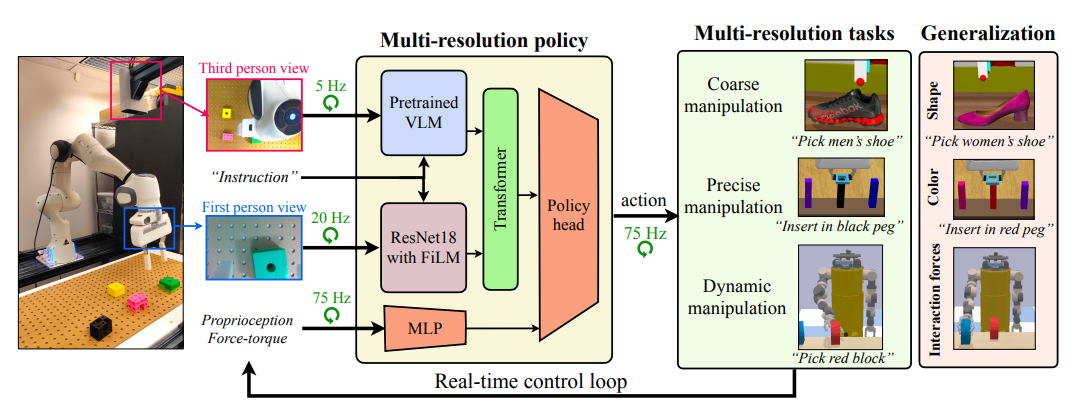 Multi-resolution policy
Multi-resolution tasks
Generalization
Third person view
5 Hz
Pretrained
VLM
"Instruction"
First person view
20 Hz
ResNet18
with FiLM
Transformer
Policy
head
75 Hz
Proprioception
Force-torque
MLP
action
75 Hz
Coarse
manipulation
"Pick men's shoe"
Precise
manipulation
"Insert in black peg"
Dynamic
manipulation
"Pick red block"
Shape
"Pick women's shoe"
Color
"Insert in red peg"
Interaction forces
Real-time control loop